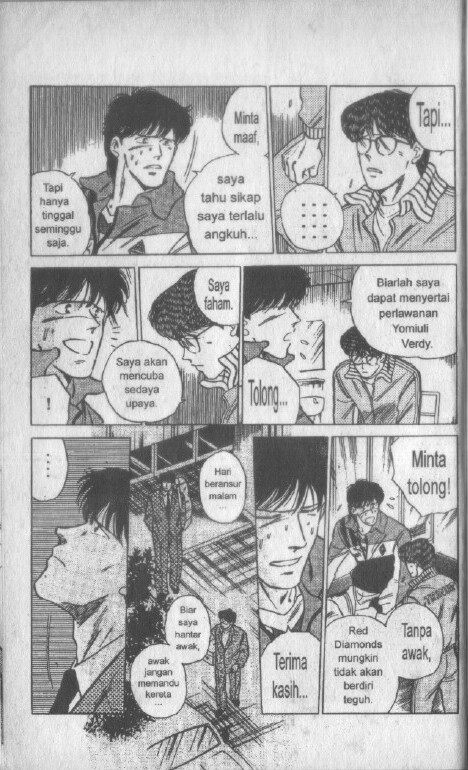 Tapi...
Minta
maaf,
saya
tahu sikap
saya terlalu
angkuh...
Tapi
hanya
tinggal
seminggu
saja.
Biarlah saya
dapat menyertai
perlawanan
Yomiuli
Verdy.
Tolong...
Saya
faham.
Saya akan
mencuba
sedaya
upaya.
!
Minta
tolong!
Tanpa
awak,
Red
Diamonds
mungkin
tidak akan
berdiri
teguh.
Terima
kasih...
Hari
beransur
malam
...
Biar
saya
hantar
awak,
awak
jangan
memandu
kereta
...
....